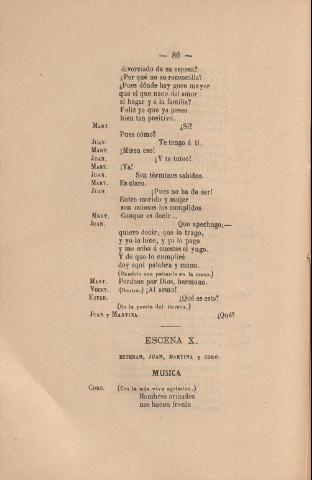 — 86 —
divorciado de su esposa?
¿Por qué no se reconcilia?
¿Pues dónde hay goce mayor
que el que nace del amor
al hogar y á la familia?
Feliz yo que ya poseo
bien tan positivo.
MART. ¿Sí?
Pues cómo?
JUAN. Te tengo á tí.
MART. ¡Miren eso!
JUAN. ¡Y te tuteo!
MART. ¡Ya!
JUAN. Son términos sabidos.
MART. Es claro.
JUAN. ¡Pues no ha de ser!
Entre marido y mujer
son ociosos los cumplidos.
MART. Conque es decir...
JUAN. Que apechugo;—
quiero decir, que lo trago,
y yo lo hice, y yo lo pago
y me echo á cuestas el yugo.
Y de que lo cumpliré
doy aquí palabra y mano.
(Dándole una palmada en la mano.)
MART. Perdone por Dios, hermano.
VOCES. (Dentro.) ¡Al arma!
ESTEB. ¿Qué es esto?
(En la puerta del torreón.)
JUAN Y MARTINA. ¿Qué?
ESCENA X.
ESTEBAN, JUAN, MARTINA y CORO.
MUSICA
CORO. (Con la más viva agitación.)
Hombres armados
nos hacen frente